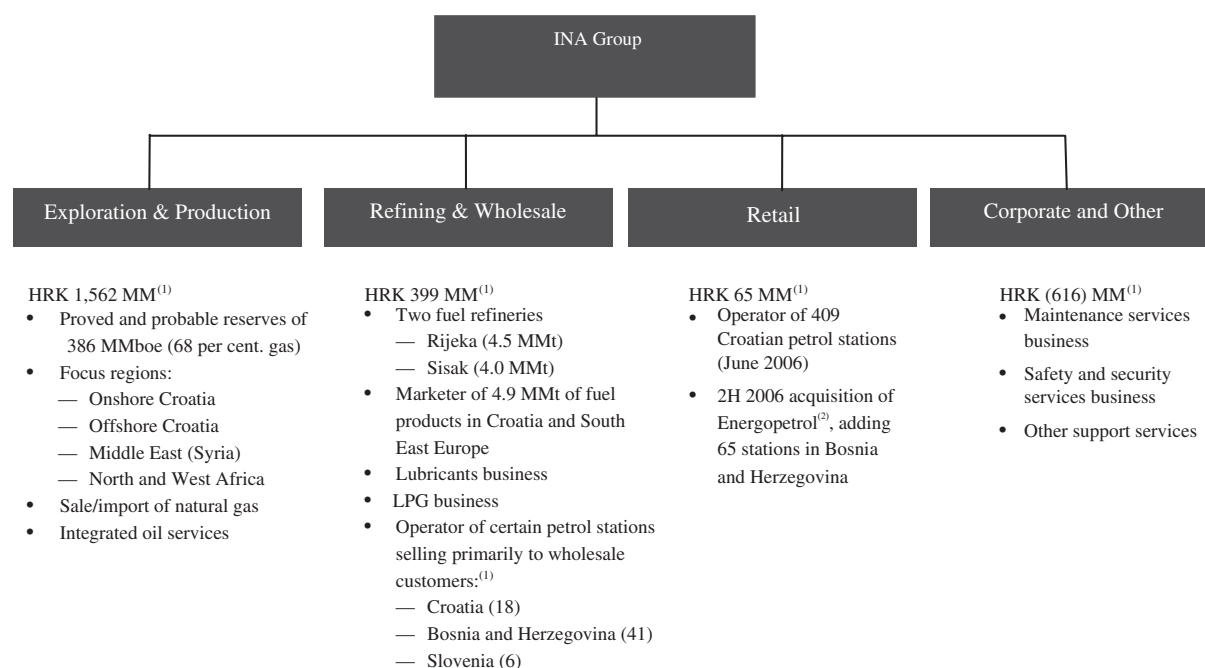 INA Group
Exploration & Production
Refining & Wholesale
Retail
Corporate and Other
HRK 1,562 MM(1)
• Proved and probable reserves of
386 MMboe (68 per cent. gas)
• Focus regions:
— Onshore Croatia
— Offshore Croatia
— Middle East (Syria)
— North and West Africa
• Sale/import of natural gas
• Integrated oil services
HRK 399 MM(1)
• Two fuel refineries
— Rijeka (4.5 MMt)
— Sisak (4.0 MMt)
• Marketer of 4.9 MMt of fuel
products in Croatia and South
East Europe
• Lubricants business
• LPG business
• Operator of certain petrol stations
selling primarily to wholesale
customers:(1)
— Croatia (18)
— Bosnia and Herzegovina (41)
— Slovenia (6)
HRK 65 MM(1)
• Operator of 409
Croatian petrol stations
(June 2006)
• 2H 2006 acquisition of
Energopetrol(2), adding
65 stations in Bosnia
and Herzegovina
HRK (616) MM(1)
• Maintenance services
business
• Safety and security
services business
• Other support services